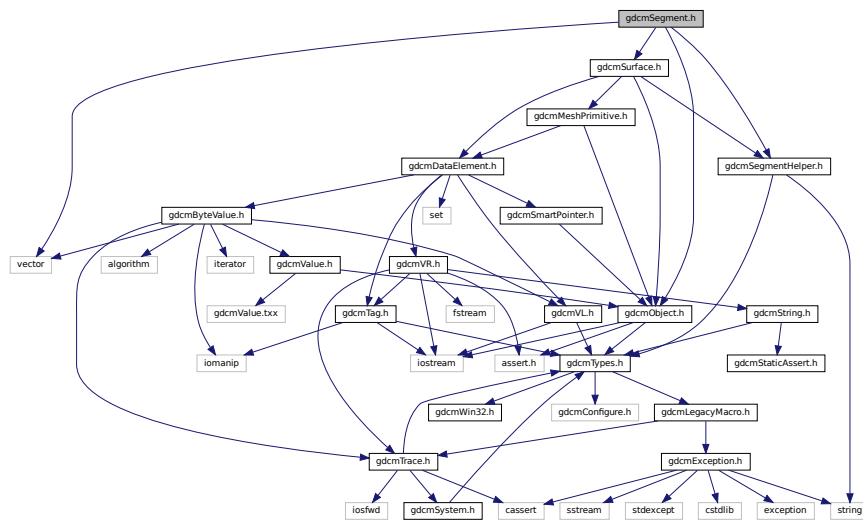 gdcmSegment.h
gdcmSurface.h
gdcmMeshPrimitive.h
gdcmDataElement.h
gdcmSegmentHelper.h
gdcmByteValue.h
set
gdcmSmartPointer.h
vector
algorithm
iterator
gdcmValue.h
gdcmVR.h
gdcmValue.txx
gdcmTag.h
fstream
gdcmVL.h
gdcmObject.h
gdcmString.h
iomanip
iostream
assert.h
gdcmTypes.h
gdcmStaticAssert.h
gdcmWin32.h
gdcmConfigure.h
gdcmLegacyMacro.h
gdcmTrace.h
gdcmException.h
iosfwd
gdcmSystem.h
cassert
sstream
stdexcept
cstdlib
exception
string